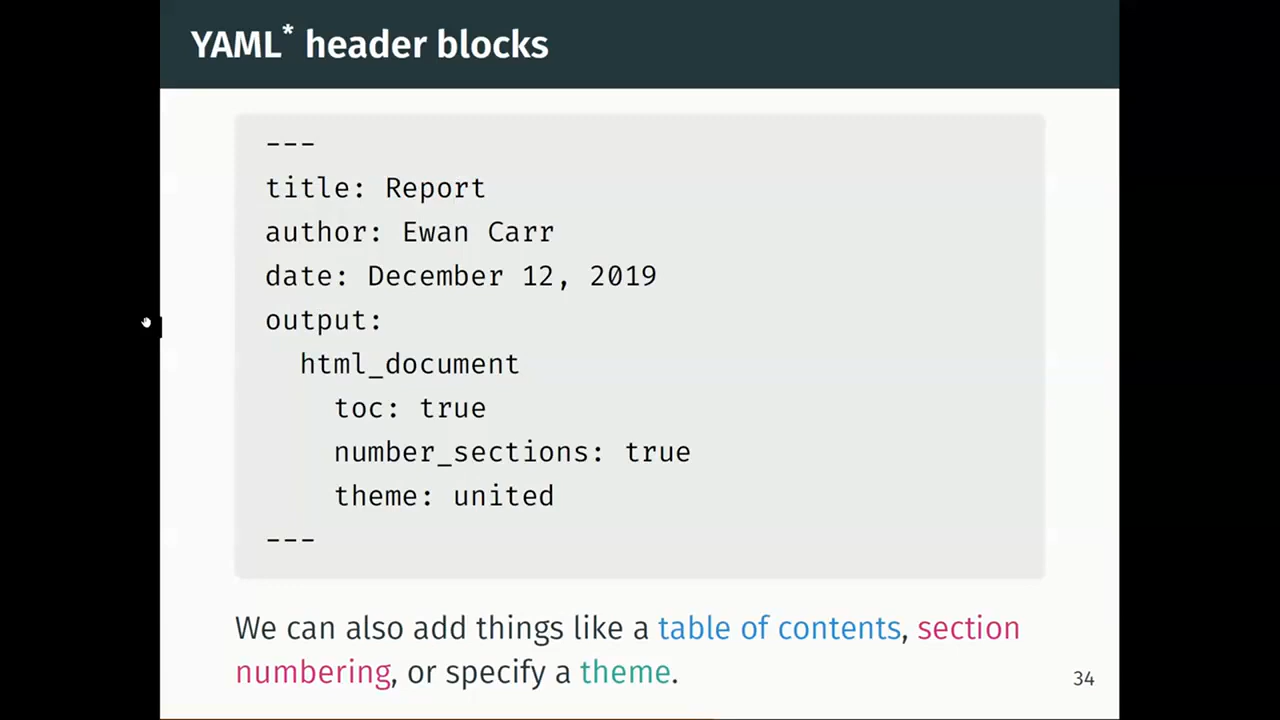 YAML* header blocks
---
title: Report
author: Ewan Carr
date: December 12, 2019
output:
html_document
toc: true
number_sections: true
theme: united
---
We can also add things like a table of contents, section
numbering, or specify a theme.
34